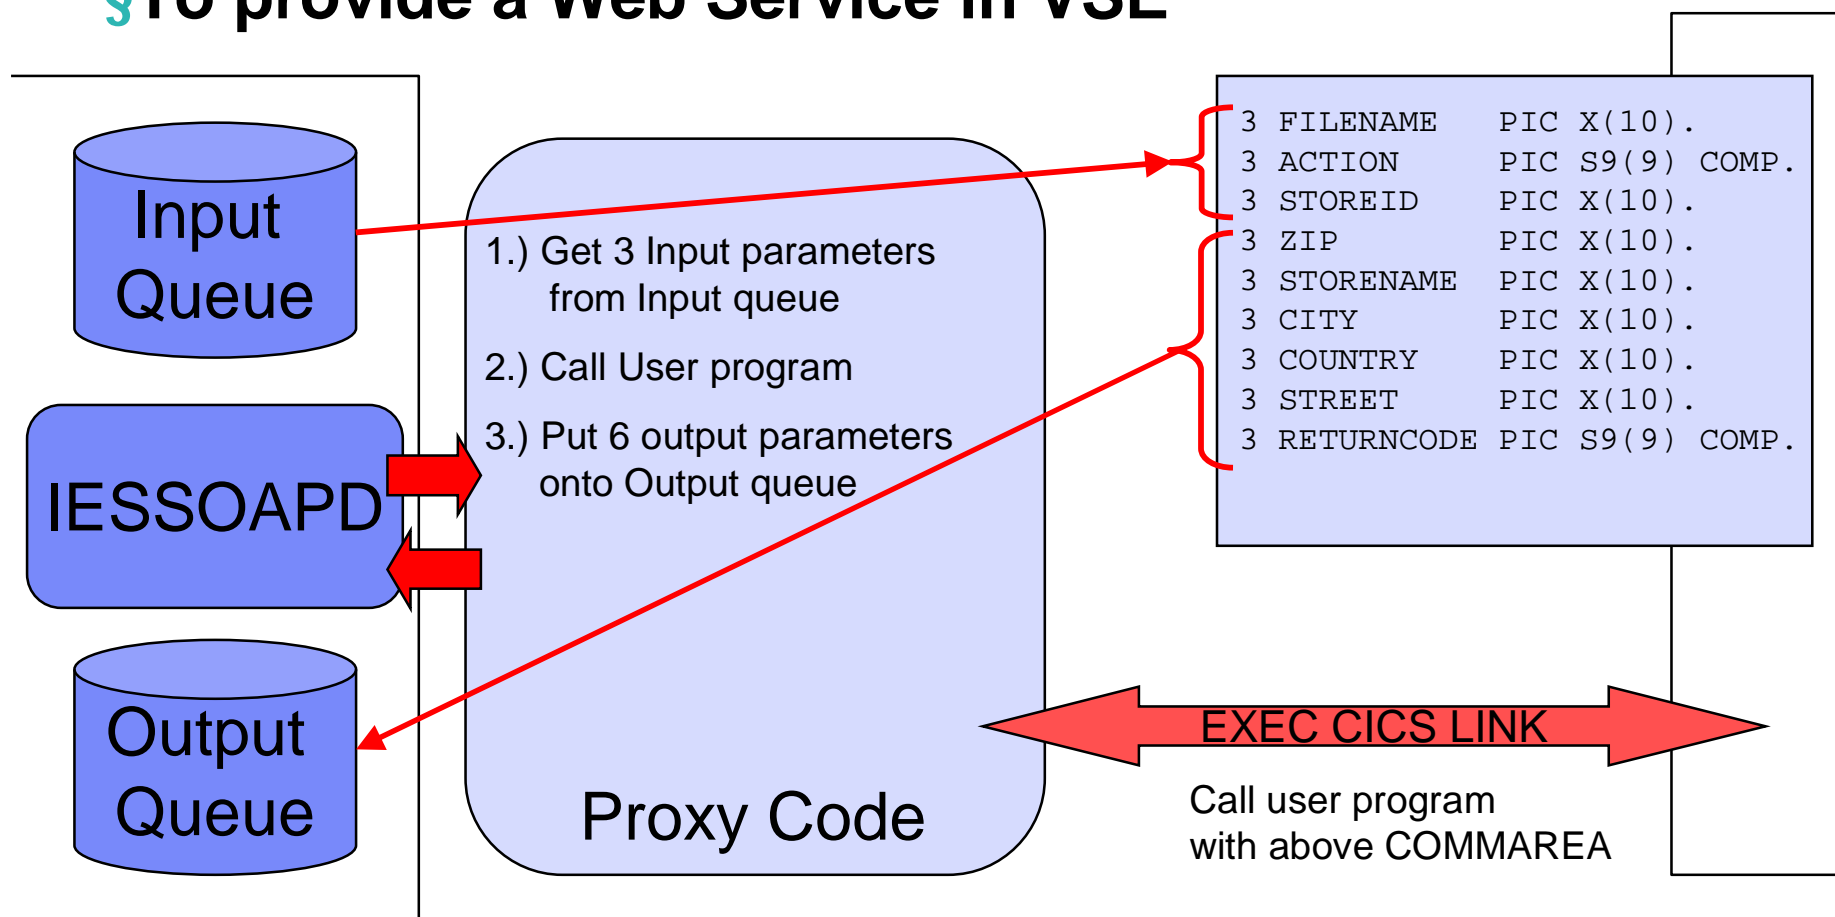 §To provide a Web Service in VSE
Input
Queue
IESSOAPD
Output
Queue
1.) Get 3 Input parameters
from Input queue
2.) Call User program
3.) Put 6 output parameters
onto Output queue
Proxy Code
3 FILENAME PIC X(10).
3 ACTION PIC S9(9) COMP.
3 STOREID PIC X(10).
3 ZIP PIC X(10).
3 STORENAME PIC X(10).
3 CITY PIC X(10).
3 COUNTRY PIC X(10).
3 STREET PIC X(10).
3 RETURNCODE PIC S9(9) COMP.
EXEC CICS LINK
Call user program
with above COMMAREA